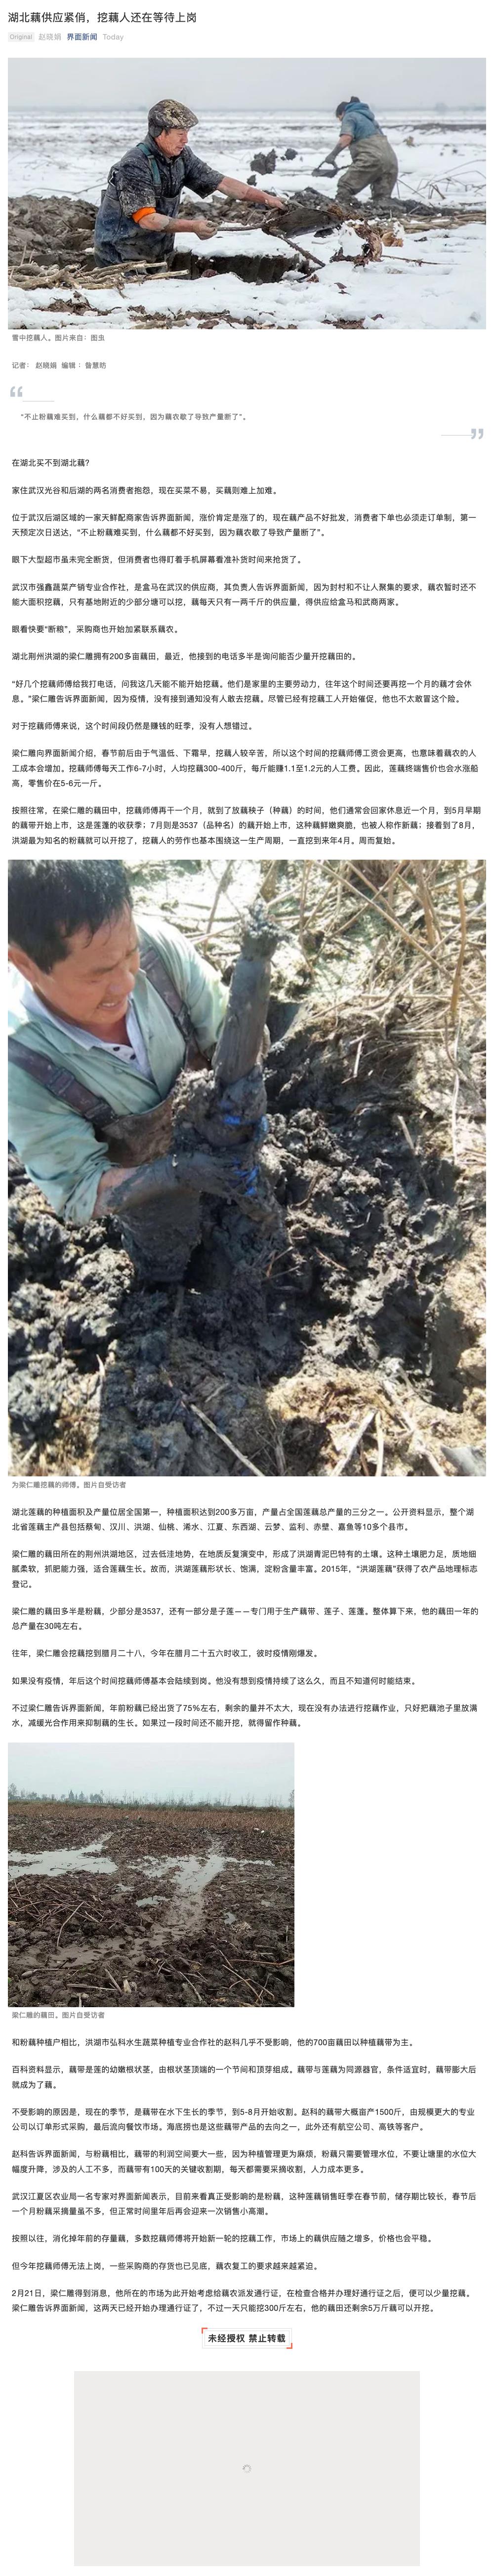 湖北藕供应紧俏，挖藕人还在等待上岗
Original 赵晓娟 界面新闻 Today
雪中挖藕人。图片来自：图虫
记者： 赵晓娟 编辑 ：昝慧昉
“不止粉藕难买到，什么藕都不好买到，因为藕农歇了导致产量断了”。
在湖北买不到湖北藕？
家住武汉光谷和后湖的两名消费者抱怨，现在买菜不易，买藕则难上加难。
位于武汉后湖区域的一家天鲜配商家告诉界面新闻，涨价肯定是涨了的，现在藕产品不好批发，消费者下单也必须走订单制，第一
天预定次日送达，“不止粉藕难买到，什么藕都不好买到，因为藕农歇了导致产量断了”。
眼下大型超市虽未完全断货，但消费者也得盯着手机屏幕看准补货时间来抢货了。
武汉市强鑫蔬菜产销专业合作社，是盒马在武汉的供应商，其负责人告诉界面新闻，因为封村和不让人聚集的要求，藕农暂时还不
能大面积挖藕，只有基地附近的少部分塘可以挖，藕每天只有一两千斤的供应量，得供应给盒马和武商两家。
眼看快要“断粮”，采购商也开始加紧联系藕农。
湖北荆州洪湖的梁仁雕拥有200多亩藕田，最近，他接到的电话多半是询问能否少量开挖藕田的。
“好几个挖藕师傅给我打电话，问我这几天能不能开始挖藕。他们是家里的主要劳动力，往年这个时间还要再挖一个月的藕才会休
息。”梁仁雕告诉界面新闻，因为疫情，没有接到通知没有人敢去挖藕。尽管已经有挖藕工人开始催促，他也不太敢冒这个险。
对于挖藕师傅来说，这个时间段仍然是赚钱的旺季，没有人想错过。
梁仁雕向界面新闻介绍，春节前后由于气温低、下霜早，挖藕人较辛苦，所以这个时间的挖藕师傅工资会更高，也意味着藕农的人
工成本会增加。挖藕师傅每天工作6-7小时，人均挖藕300-400斤，每斤能赚1.1至1.2元的人工费。因此，莲藕终端售价也会水涨船
高，零售价在5-6元一斤。
按照往常，在梁仁雕的藕田中，挖藕师傅再干一个月，就到了放藕秧子（种藕）的时间，他们通常会回家休息近一个月，到5月早期
的藕带开始上市，这是莲蓬的收获季；7月则是3537（品种名）的藕开始上市，这种藕鲜嫩爽脆，也被人称作新藕；接着到了8月，
洪湖最为知名的粉藕就可以开挖了，挖藕人的劳作也基本围绕这一生产周期，一直挖到来年4月。周而复始。
为梁仁雕挖藕的师傅。图片自受访者
湖北莲藕的种植面积及产量位居全国第一，种植面积达到200多万亩，产量占全国莲藕总产量的三分之一。公开资料显示，整个湖
北省莲藕主产县包括蔡甸、汉川、洪湖、仙桃、浠水、江夏、东西湖、云梦、监利、赤壁、嘉鱼等10多个县市。
梁仁雕的藕田所在的荆州洪湖地区，过去低洼地势，在地质反复演变中，形成了洪湖青泥巴特有的土壤。这种土壤肥力足，质地细
腻柔软，抓肥能力强，适合莲藕生长。故而，洪湖莲藕形状长、饱满，淀粉含量丰富。2015年，“洪湖莲藕”获得了农产品地理标志
登记。
梁仁雕的藕田多半是粉藕，少部分是3537，还有一部分是子莲——专门用于生产藕带、莲子、莲蓬。整体算下来，他的藕田一年的
总产量在30吨左右。
往年，梁仁雕会挖藕挖到腊月二十八，今年在腊月二十五六时收工，彼时疫情刚爆发。
如果没有疫情，年后这个时间挖藕师傅基本会陆续到岗。他没有想到疫情持续了这么久，而且不知道何时能结束。
不过梁仁雕告诉界面新闻，年前粉藕已经出货了75%左右，剩余的量并不太大，现在没有办法进行挖藕作业，只好把藕池子里放满
水，减缓光合作用来抑制藕的生长。如果过一段时间还不能开挖，就得留作种藕。
梁仁雕的藕田。图片自受访者
和粉藕种植户相比，洪湖市弘科水生蔬菜种植专业合作社的赵科几乎不受影响，他的700亩藕田以种植藕带为主。
百科资料显示，藕带是莲的幼嫩根状茎，由根状茎顶端的一个节间和顶芽组成。藕带与莲藕为同源器官，条件适宜时，藕带膨大后
就成为了藕。
不受影响的原因是，现在的季节，是藕带在水下生长的季节，到5-8月开始收割。赵科的藕带大概亩产1500斤，由规模更大的专业
公司以订单形式采购，最后流向餐饮市场。海底捞也是这些藕带产品的去向之一，此外还有航空公司、高铁等客户。
赵科告诉界面新闻，与粉藕相比，藕带的利润空间要大一些，因为种植管理更为麻烦，粉藕只需要管理水位，不要让塘里的水位大
幅度升降，涉及的人工不多，而藕带有100天的关键收割期，每天都需要采摘收割，人力成本更多。
武汉江夏区农业局一名专家对界面新闻表示，目前来看真正受影响的是粉藕，这种莲藕销售旺季在春节前，储存期比较长，春节后
一个月粉藕采摘量虽不多，但正常时间里年后再会迎来一次销售小高潮。
按照以往，消化掉年前的存量藕，多数挖藕师傅将开始新一轮的挖藕工作，市场上的藕供应随之增多，价格也会平稳。
但今年挖藕师傅无法上岗，一些采购商的存货也已见底，藕农复工的要求越来越紧迫。
2月21日，梁仁雕得到消息，他所在的市场为此开始考虑给藕农派发通行证，在检查合格并办理好通行证之后，便可以少量挖藕。
梁仁雕告诉界面新闻，这两天已经开始办理通行证了，不过一天只能挖300斤左右，他的藕田还剩余5万斤藕可以开挖。
未经授权 禁止转载